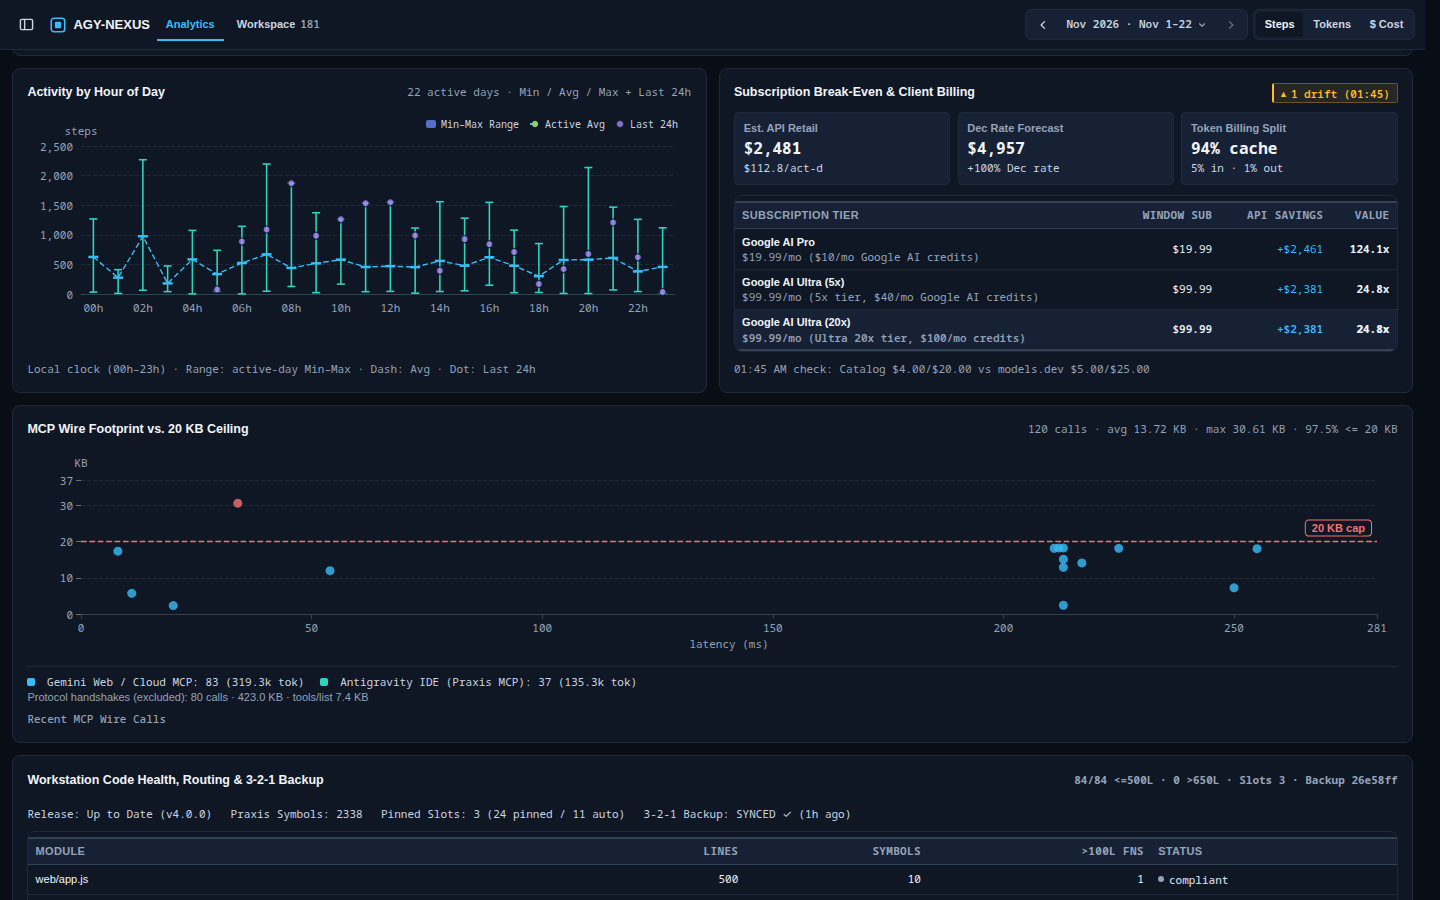 AGY-NEXUS Analytics Workspace 181 Nov 2026 · Nov 1–22 Steps Tokens $ Cost
Activity by Hour of Day 22 active days · Min / Avg / Max + Last 24h
Min–Max Range Active Avg Last 24h
steps
2,500
2,000
1,500
1,000
500
0
00h 02h 04h 06h 08h 10h 12h 14h 16h 18h 20h 22h
Local clock (00h–23h) · Range: active-day Min–Max · Dash: Avg · Dot: Last 24h
Subscription Break-Even & Client Billing ▲ 1 drift (01:45)
Est. API Retail
$2,481
$112.8/act-d
Dec Rate Forecast
$4,957
+100% Dec rate
Token Billing Split
94% cache
5% in · 1% out
SUBSCRIPTION TIER WINDOW SUB API SAVINGS VALUE
Google AI Pro $19.99 +$2,461 124.1x
$19.99/mo ($10/mo Google AI credits)
Google AI Ultra (5x) $99.99 +$2,381 24.8x
$99.99/mo (5x tier, $40/mo Google AI credits)
Google AI Ultra (20x) $99.99 +$2,381 24.8x
$99.99/mo (Ultra 20x tier, $100/mo credits)
01:45 AM check: Catalog $4.00/$20.00 vs models.dev $5.00/$25.00
MCP Wire Footprint vs. 20 KB Ceiling 120 calls · avg 13.72 KB · max 30.61 KB · 97.5% <= 20 KB
KB
37
30
20 KB cap
20
10
0
0 50 100 150 200 250 281
latency (ms)
Gemini Web / Cloud MCP: 83 (319.3k tok) Antigravity IDE (Praxis MCP): 37 (135.3k tok)
Protocol handshakes (excluded): 80 calls · 423.0 KB · tools/list 7.4 KB
Recent MCP Wire Calls
Workstation Code Health, Routing & 3-2-1 Backup 84/84 <=500L · 0 >650L · Slots 3 · Backup 26e58ff
Release: Up to Date (v4.0.0) Praxis Symbols: 2338 Pinned Slots: 3 (24 pinned / 11 auto) 3-2-1 Backup: SYNCED ✓ (1h ago)
MODULE LINES SYMBOLS >100L FNS STATUS
web/app.js 500 10 1 compliant